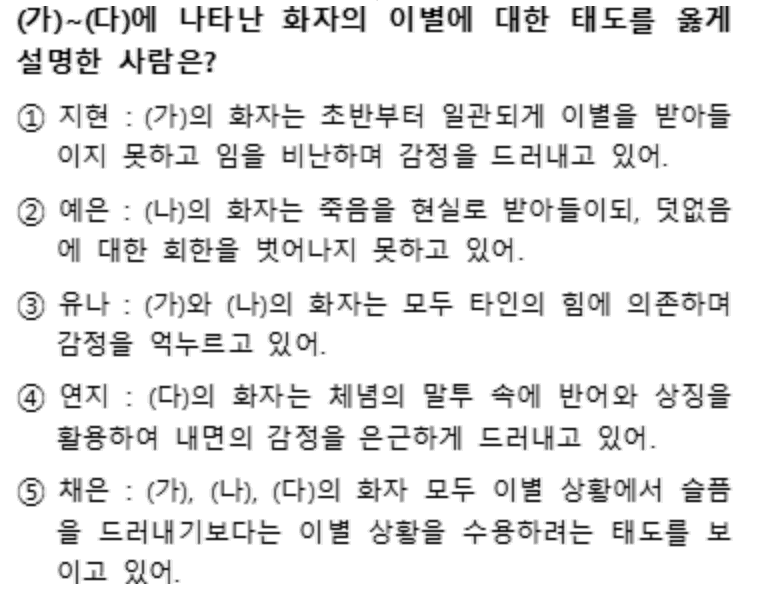 (가)~(다)에 나타난 화자의 이별에 대한 태도를 옳게
설명한 사람은?
① 지현 : (가)의 화자는 초반부터 일관되게 이별을 받아들
이지 못하고 임을 비난하며 감정을 드러내고 있어.
② 예은 : (나)의 화자는 죽음을 현실로 받아들이되, 덧없음
에 대한 회한을 벗어나지 못하고 있어.
③ 유나 : (가)와 (나)의 화자는 모두 타인의 힘에 의존하며
감정을 억누르고 있어.
④ 연지 : (다)의 화자는 체념의 말투 속에 반어와 상징을
활용하여 내면의 감정을 은근하게 드러내고 있어.
⑤ 채은 : (가), (나), (다)의 화자 모두 이별 상황에서 슬픔
을 드러내기보다는 이별 상황을 수용하려는 태도를 보
이고 있어.